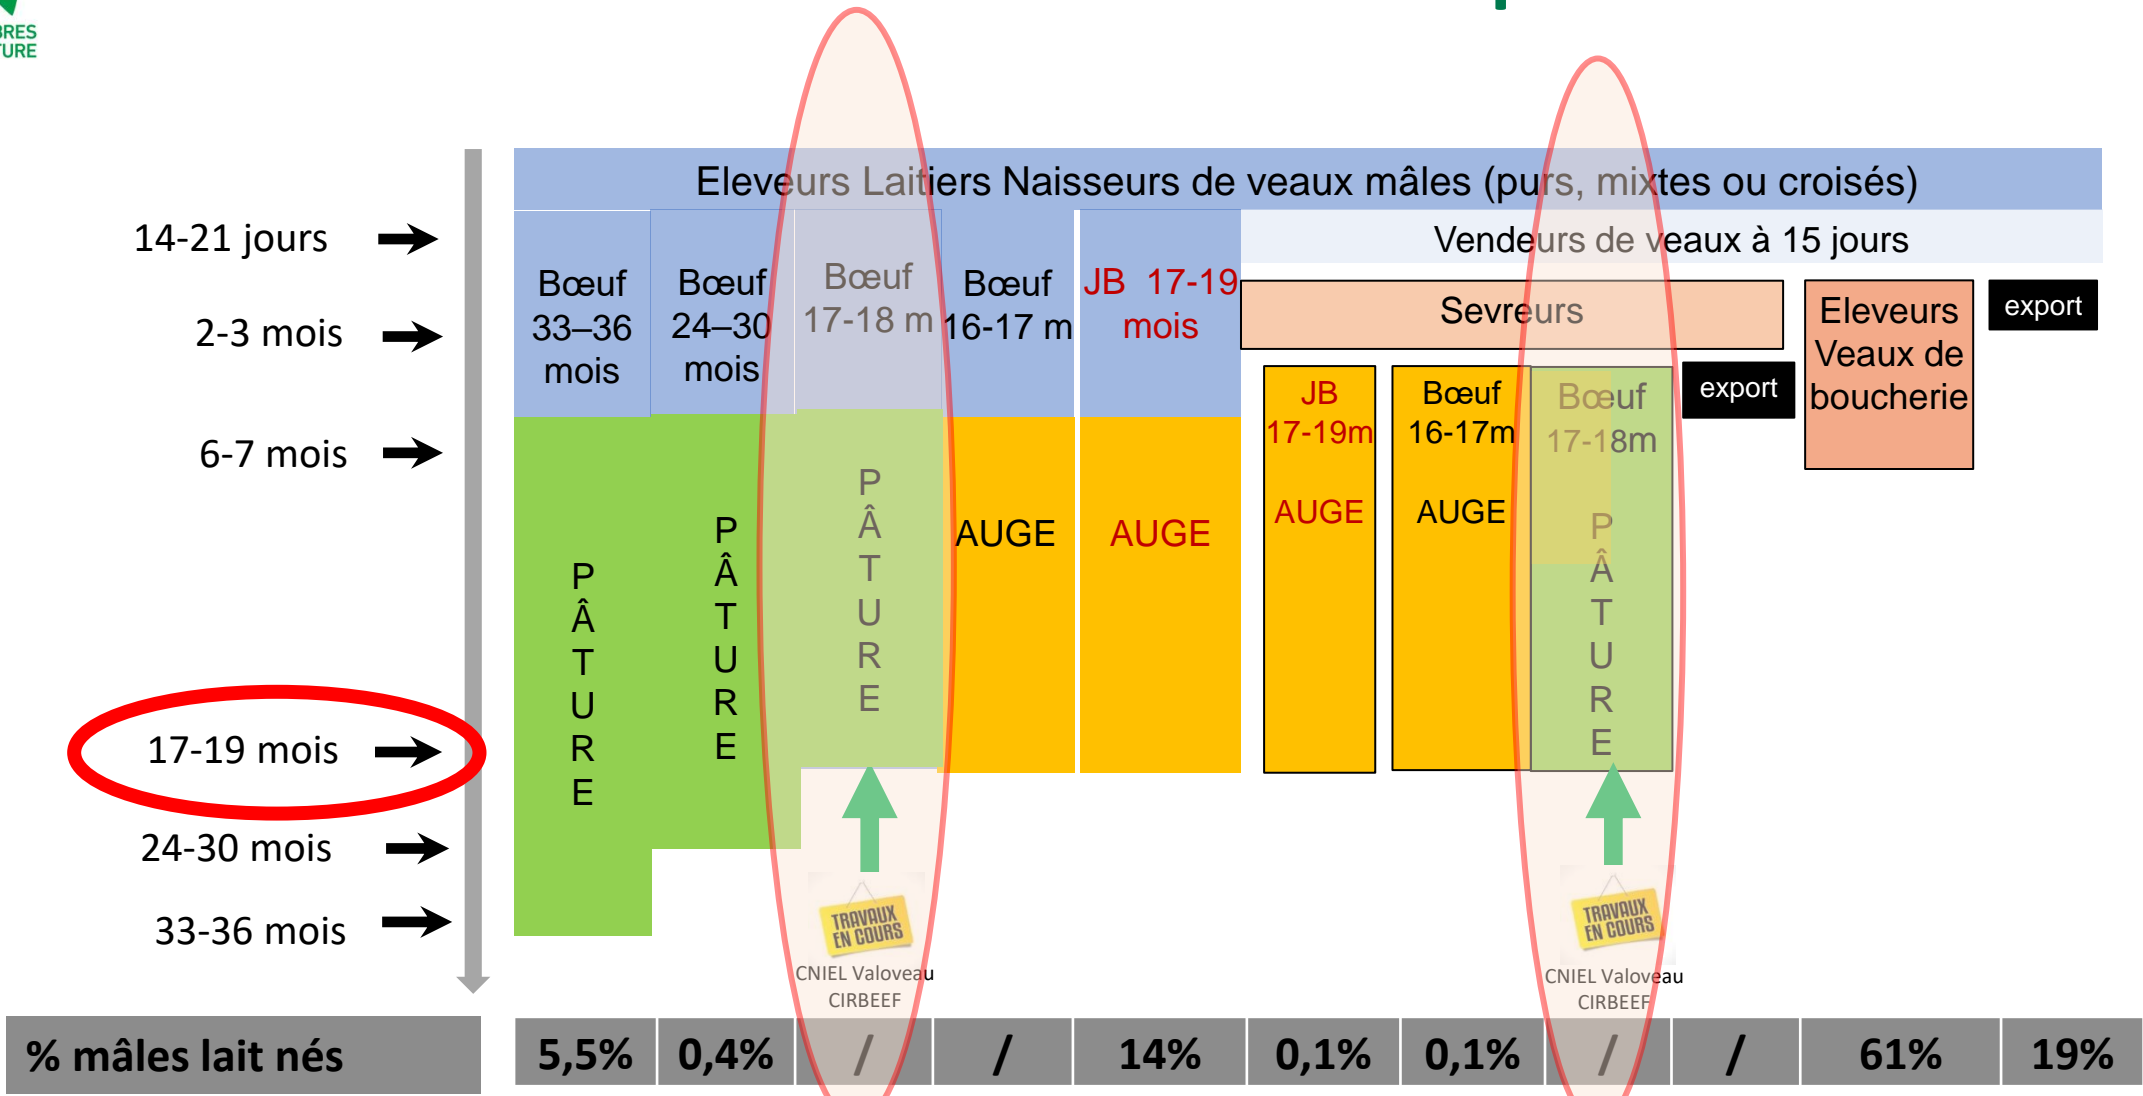 TURE
Eleveurs Laitiers Naisseurs de veaux mâles (purs, mixtes ou croisés)
14-21 jours
2-3 mois
6-7 mois
17-19 mois
24-30 mois
33-36 mois
Vendeurs de veaux à 15 jours
Bœuf
33–36
mois
PÂTURE
Bœuf
24–30
mois
PÂTURE
Bœuf
17-18 m
PÂTURE
Bœuf
16-17 m
AUGE
JB 17-19
mois
AUGE
Sevreurs
JB
17-19m
AUGE
Bœuf
16-17m
AUGE
Bœuf
17-18m
PÂTURE
export
Eleveurs
Veaux de
boucherie
export
TRAVAUX
EN COURS
CNIEL Valoveau
CIRBEEF
TRAVAUX
EN COURS
CNIEL Valoveau
CIRBEEF
% mâles lait nés 5,5% 0,4% / / 14% 0,1% 0,1% / / 61% 19%